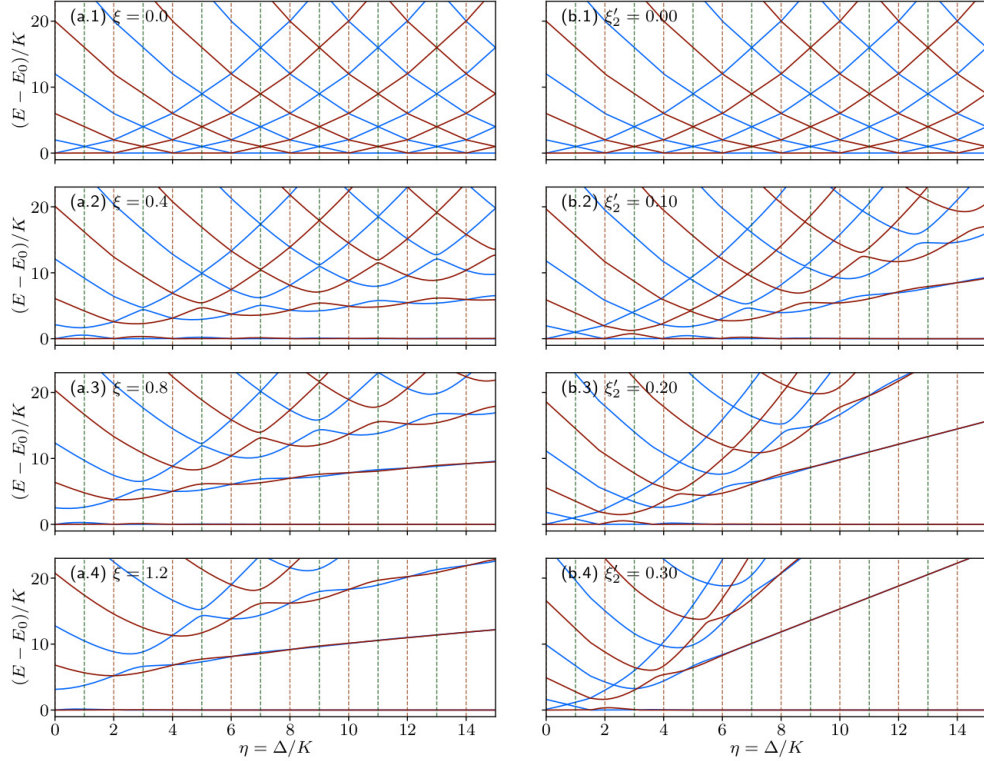 (a.1) ξ = 0.0
(E − E₀)/K
20
10
0
(b.1) ξ′₂ = 0.00
(a.2) ξ = 0.4
(E − E₀)/K
20
10
0
(b.2) ξ′₂ = 0.10
(a.3) ξ = 0.8
(E − E₀)/K
20
10
0
(b.3) ξ′₂ = 0.20
(a.4) ξ = 1.2
(E − E₀)/K
20
10
0
(b.4) ξ′₂ = 0.30
0 2 4 6 8 10 12 14
η = Δ/K
0 2 4 6 8 10 12 14
η = Δ/K